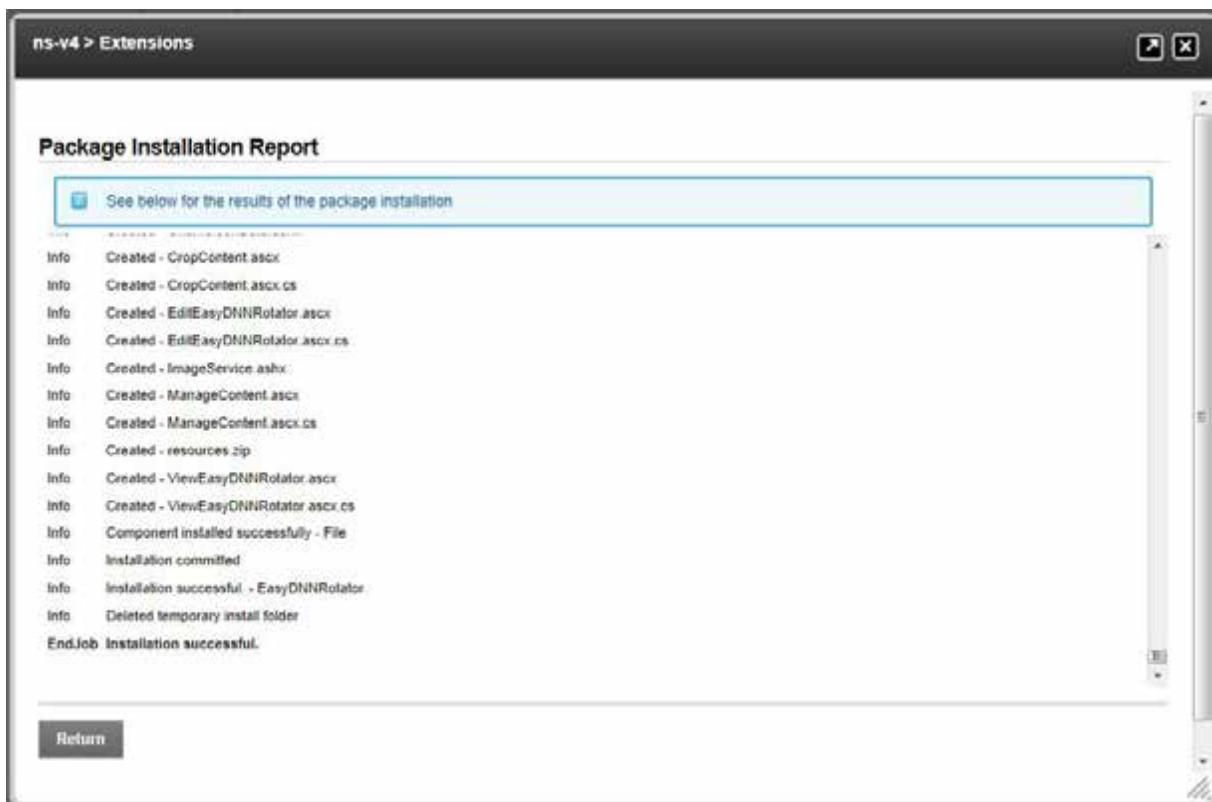 ns-v4 > Extensions
Package Installation Report
See below for the results of the package installation
Info Created - CropContent.ascx
Info Created - CropContent.ascx.cs
Info Created - EditEasyDNNRotator.ascx
Info Created - EditEasyDNNRotator.ascx.cs
Info Created - ImageService.ashx
Info Created - ManageContent.ascx
Info Created - ManageContent.ascx.cs
Info Created - resources.zip
Info Created - ViewEasyDNNRotator.ascx
Info Created - ViewEasyDNNRotator.ascx.cs
Info Component installed successfully - File
Info Installation committed
Info Installation successful. - EasyDNNRotator
Info Deleted temporary install folder
EndJob Installation successful.
Return